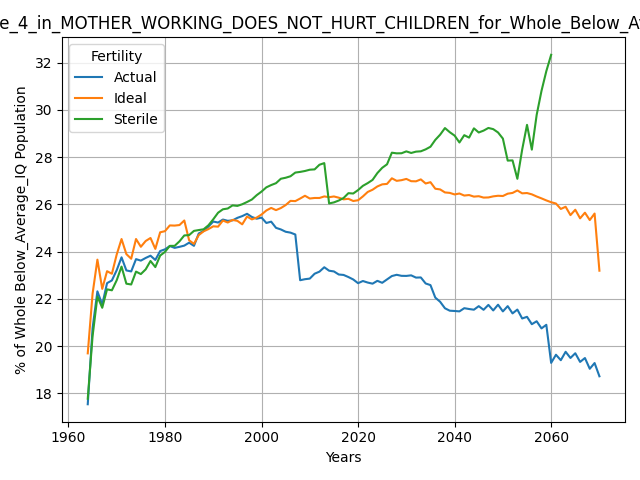 e_4_in_MOTHER_WORKING_DOES_NOT_HURT_CHILDREN_for_Whole_Below_Av
Fertility
Actual
Ideal
Sterile
% of Whole Below_Average_IQ Population
32
30
28
26
24
22
20
18
1960
1980
2000
2020
2040
2060
Years